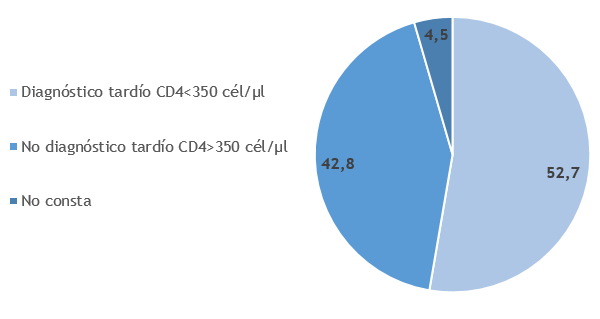 Diagnóstico tardío CD4<350 cél/µl
No diagnóstico tardío CD4>350 cél/µl
No consta
4,5
42,8
52,7